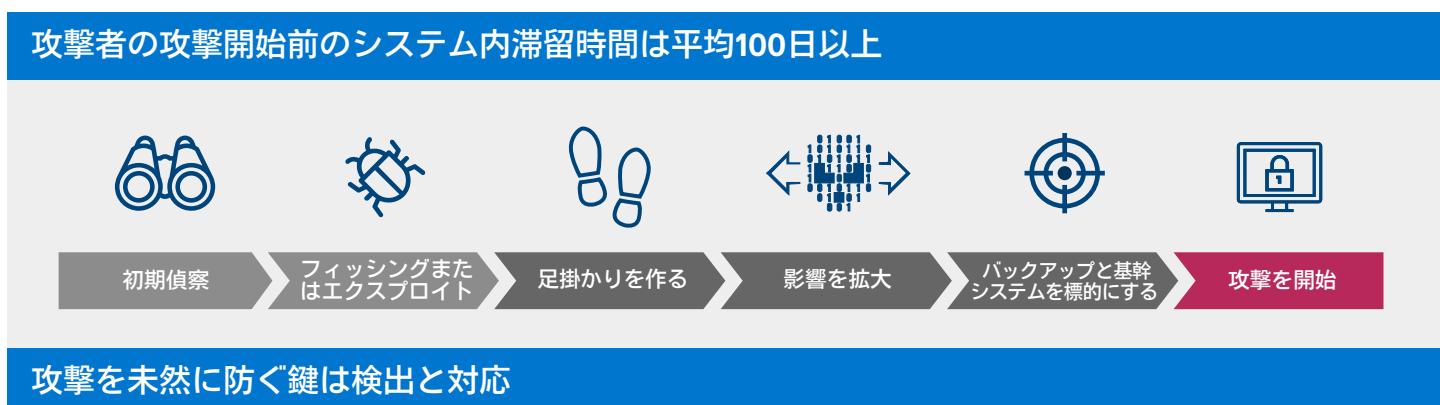 攻撃者の攻撃開始前のシステム内滞留時間は平均100日以上
初期偵察
フィッシングまた
はエクスプロイト
足掛かりを作る
影響を拡大
バックアップと基幹
システムを標的にする
攻撃を開始
攻撃を未然に防ぐ鍵は検出と対応